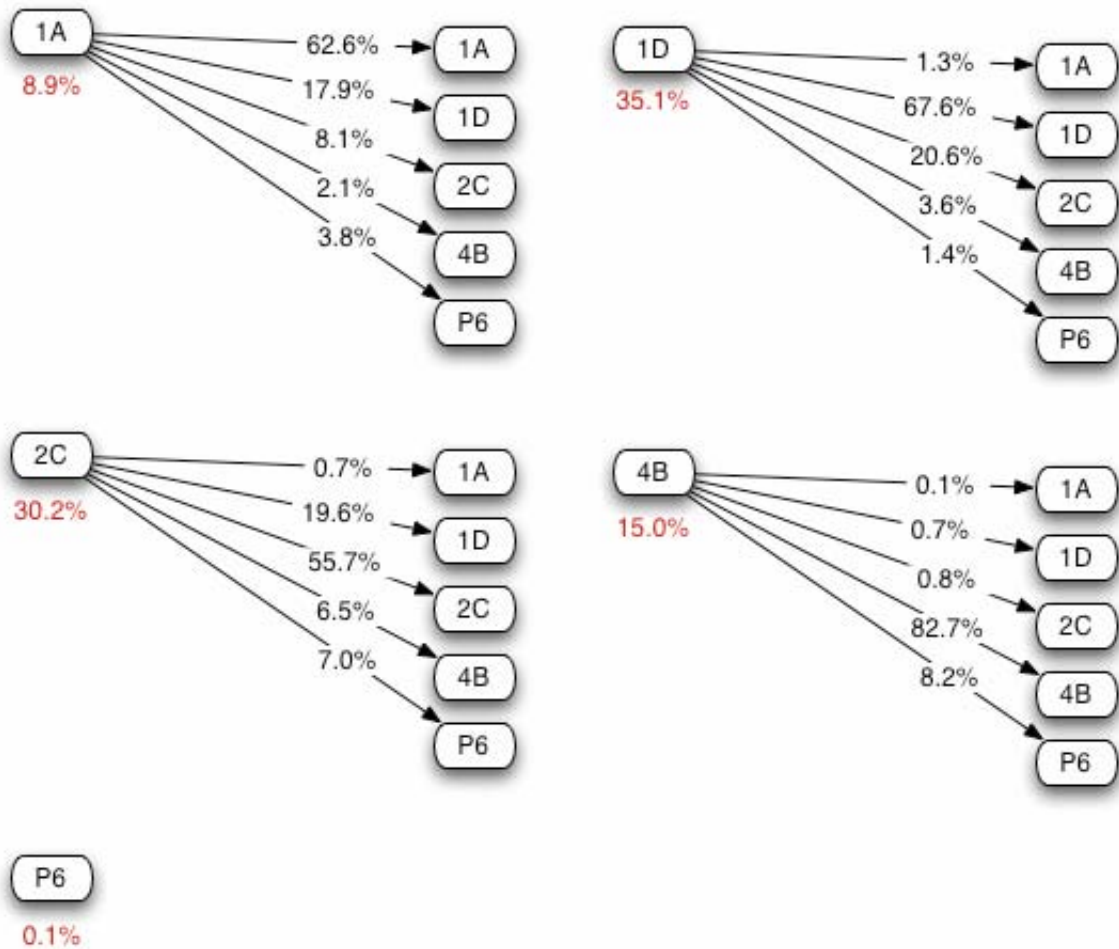 1A
8.9%
62.6%
1A
17.9%
1D
8.1%
2C
2.1%
4B
3.8%
P6
1D
35.1%
1.3%
1A
67.6%
1D
20.6%
2C
3.6%
4B
1.4%
P6
2C
30.2%
0.7%
1A
19.6%
1D
55.7%
2C
6.5%
4B
7.0%
P6
4B
15.0%
0.1%
1A
0.7%
1D
0.8%
2C
82.7%
4B
8.2%
P6
P6
0.1%